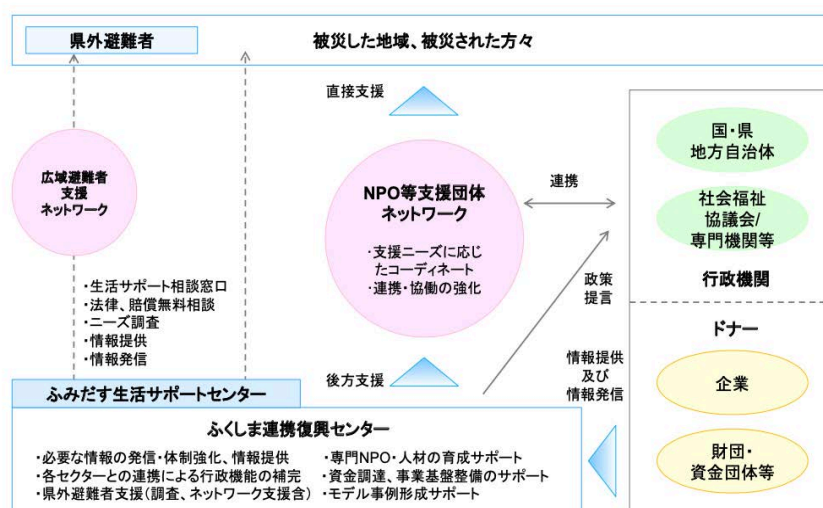 県外避難者
被災した地域、被災された方々
直接支援
広域避難者
支援
ネットワーク
NPO等支援団体
ネットワーク
・支援ニーズに応じ
たコーディネート
・連携・協働の強化
連携
国・県
地方自治体
社会福祉
協議会/
専門機関等
行政機関
・生活サポート相談窓口
・法律、賠償無料相談
・ニーズ調査
・情報提供
・情報発信
政策
提言
ドナー
企業
財団・
資金団体等
後方支援
情報提供
及び
情報発信
ふみだす生活サポートセンター
ふくしま連携復興センター
・必要な情報の発信・体制強化、情報提供
・各セクターとの連携による行政機能の補完
・県外避難者支援(調査、ネットワーク支援含)
・専門NPO・人材の育成サポート
・資金調達、事業基盤整備のサポート
・モデル事例形成サポート